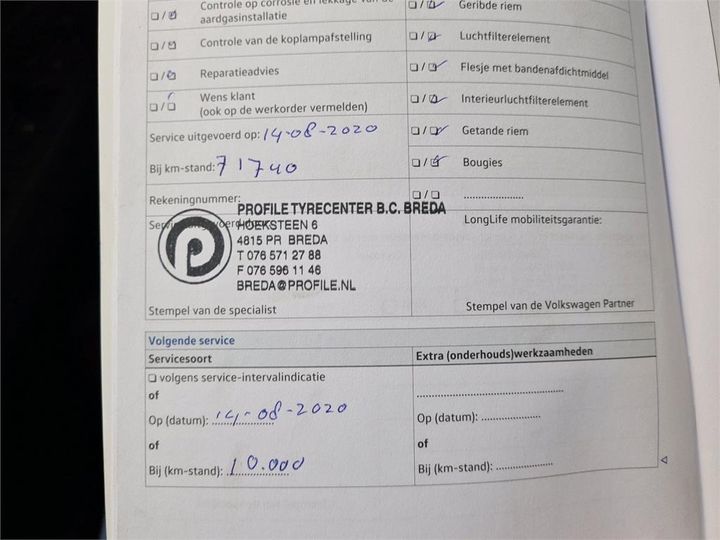 Controle op corrosie en lekkage van de
aardgasinstallatie
Controle van de koplampafstelling
Reparatieadvies
Wens klant
(ook op de werkorder vermelden)
Service uitgevoerd op: 14-08-2020
Bij km-stand: 71740
Rekeningnummer:
PROFILE TYRECENTER B.C. BREDA
HOEKSTEEN 6
4815 PR BREDA
T 076 571 27 88
F 076 596 11 46
BREDA@PROFILE.NL
Stempel van de specialist
Geribde riem
Luchtfilterelement
Flesje met bandenafdichtmiddel
Interieurluchtfilterelement
Getande riem
Bougies
....................
LongLife mobiliteitsgarantie:
Stempel van de Volkswagen Partner
Volgende service
Servicesoort
volgens service-intervalindicatie
of
Op (datum): 14-08-2020
of
Bij (km-stand): 10.000
Extra (onderhouds)werkzaamheden
..................................................
Op (datum): ....................
of
Bij (km-stand): ....................